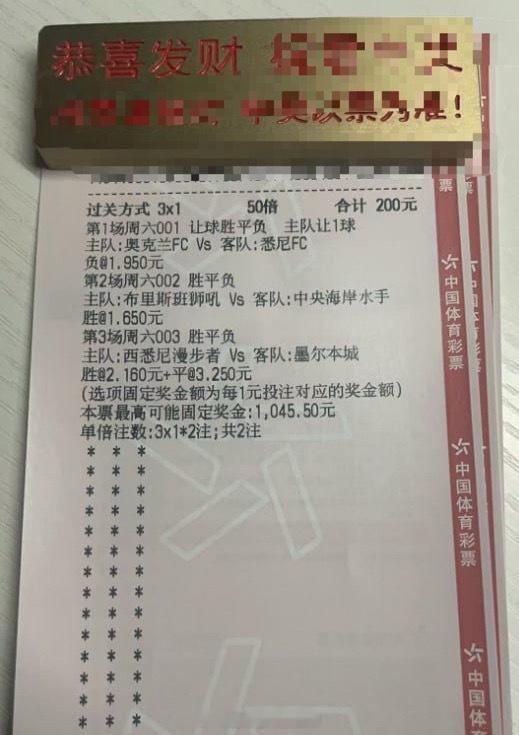 恭喜发财
过关方式 3x1 50倍 合计 200元
第1场周六001 让球胜平负 主队让1球
主队:奥克兰FC Vs 客队:悉尼FC
负@1.950元
第2场周六002 胜平负
主队:布里斯班狮吼 Vs 客队:中央海岸水手
胜@1.650元
第3场周六003 胜平负
主队:西悉尼漫步者 Vs 客队:墨尔本城
胜@2.160元+平@3.250元
(选项固定奖金额为每1元投注对应的奖金额)
本票最高可能固定奖金:1,045.50元
单倍注数:3x1*2注;共2注
* * *
* * *
* * *
* * *
* * *
* * *
* * *
* * *
* * *
* * *
* * *
* * *
* * *
* * *
彩票
中国体育彩票
中国体育彩票
中国体